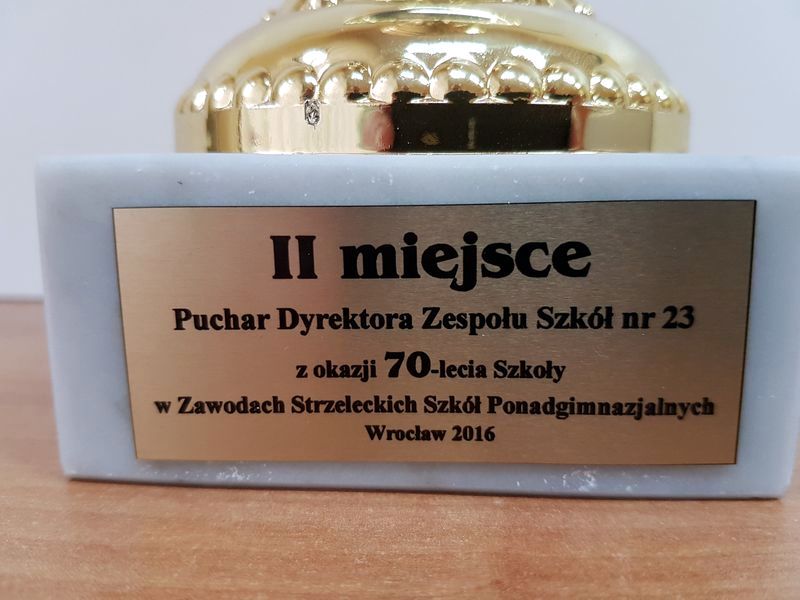 II miejsce
Puchar Dyrektora Zespołu Szkół nr 23
z okazji 70-lecia Szkoły
w Zawodach Strzeleckich Szkół Ponadgimnazjalnych
Wrocław 2016